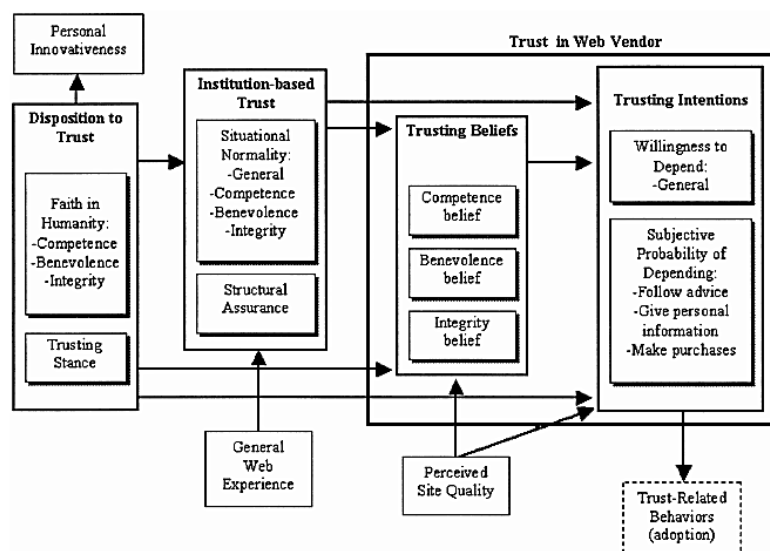 Personal
Innovativeness
Disposition to
Trust
Faith in
Humanity:
-Competence
-Benevolence
-Integrity
Trusting
Stance
Institution-based
Trust
Situational
Normality:
-General
-Competence
-Benevolence
-Integrity
Structural
Assurance
General
Web
Experience
Trust in Web Vendor
Trusting Beliefs
Competence
belief
Benevolence
belief
Integrity
belief
Perceived
Site Quality
Trusting Intentions
Willingness to
Depend:
-General
Subjective
Probability of
Depending:
-Follow advice
-Give personal
information
-Make purchases
Trust-Related
Behaviors
(adoption)